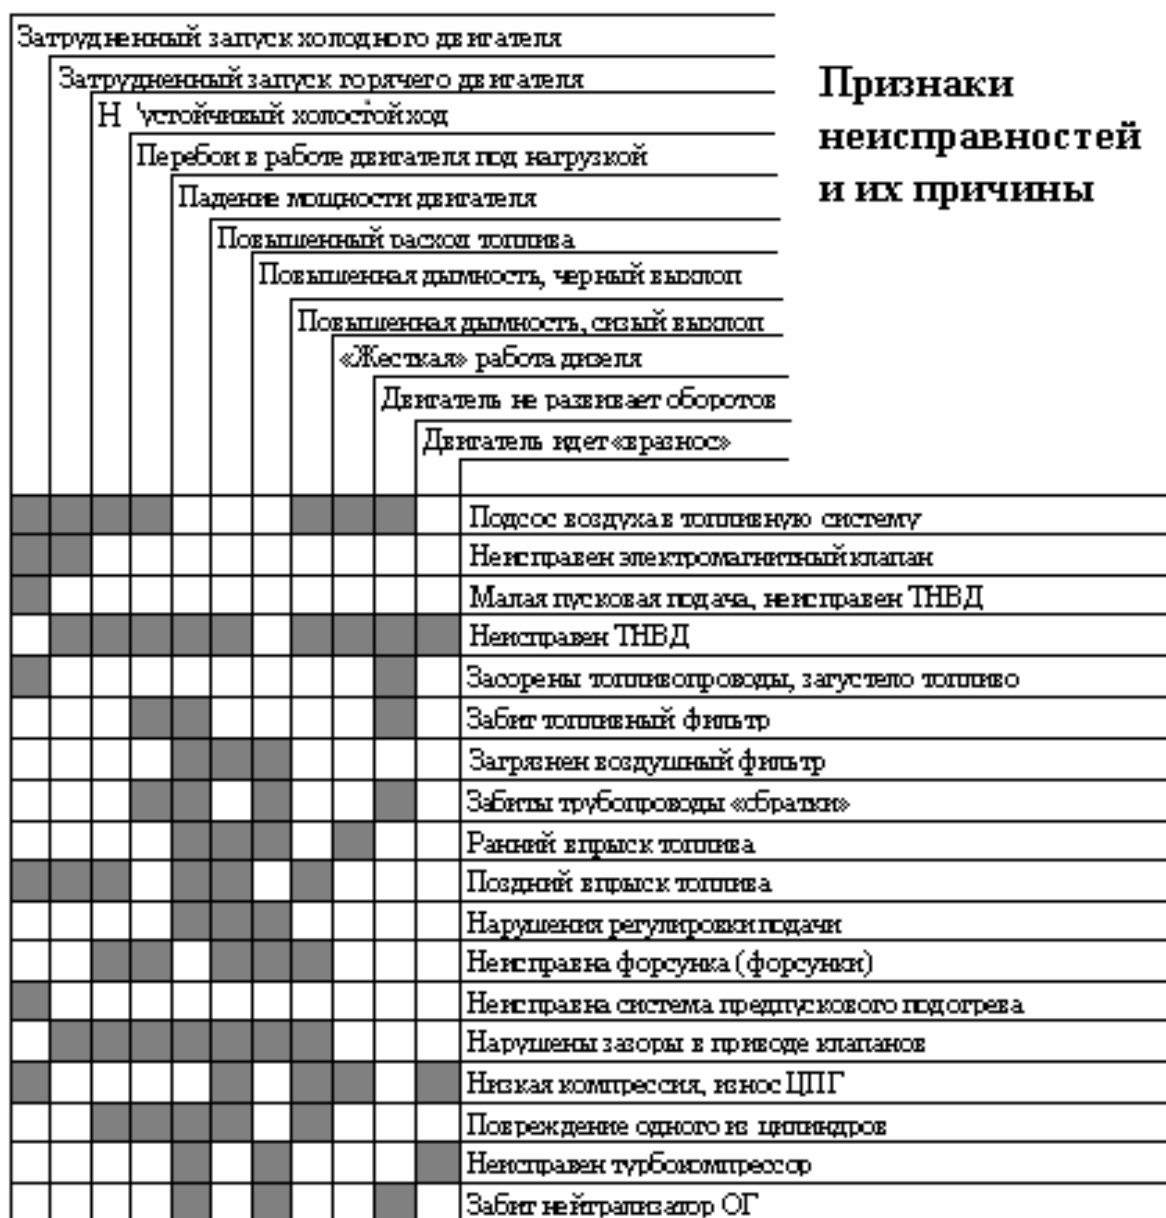 Затрудненный запуск холодного двигателя
Затрудненный запуск горячего двигателя
Н устойчивый холостой ход
Перебои в работе двигателя под нагрузкой
Падение мощности двигателя
Повышенный расход топлива
Повышенная дымность, черный выхлоп
Повышенная дымность, сизый выхлоп
«Жесткая» работа дизеля
Двигатель не развивает оборотов
Двигатель идет «вразнос»
Признаки
неисправностей
и их причины
Подсос воздуха в топливную систему
Неисправен электромагнитный клапан
Малая пусковая подача, неисправен ТНВД
Неисправен ТНВД
Засорены топливопроводы, загустело топливо
Забит топливный фильтр
Загрязнен воздушный фильтр
Забиты трубопроводы «обратки»
Ранний впрыск топлива
Поздний впрыск топлива
Нарушения регулировки подачи
Неисправна форсунка (форсунки)
Неисправна система предпускового подогрева
Нарушены зазоры в приводе клапанов
Низкая компрессия, износ ЦПГ
Повреждение одного из цилиндров
Неисправен турбокомпрессор
Забит нейтрализатор ОГ